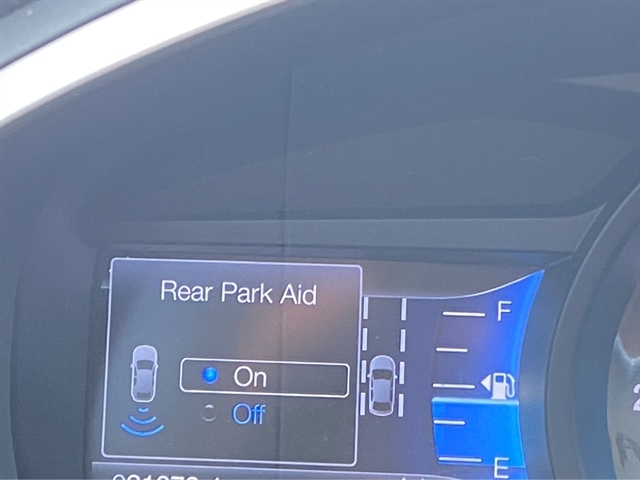 Rear Park Aid
On
Off
F
E